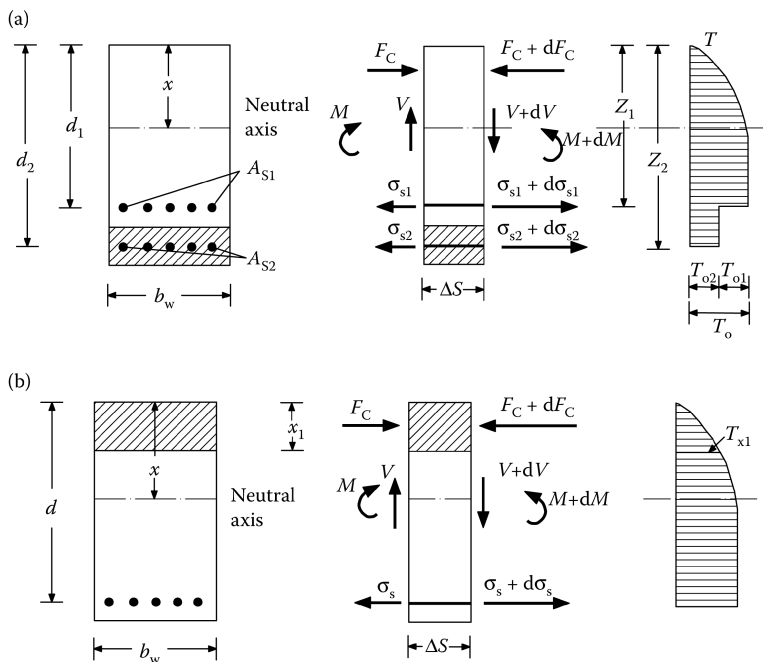 (a)
x
d1
d2
Neutral
axis
AS1
AS2
bw
FC
FC + dFC
V
M
V+dV
M+dM
σs1
σs1 + dσs1
σs2
σs2 + dσs2
ΔS
T
Z1
Z2
To2
To1
To
(b)
x
x1
d
Neutral
axis
bw
FC
FC + dFC
V
M
V+dV
M+dM
σs
σs + dσs
ΔS
Tx1